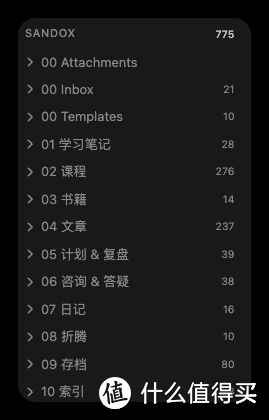 SANDOX 775
00 Attachments
00 Inbox 21
00 Templates 10
01 学习笔记 28
02 课程 276
03 书籍 14
04 文章 237
05 计划 & 复盘 39
06 咨询 & 答疑 38
07 日记 16
08 折腾 10
09 存档 80
10 索引
值 什么值得买